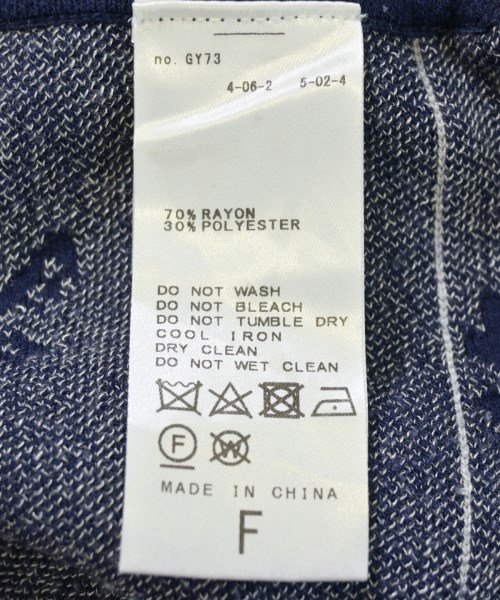 no. GY73
4-06-2 5-02-4
70% RAYON
30% POLYESTER
DO NOT WASH
DO NOT BLEACH
DO NOT TUMBLE DRY
COOL IRON
DRY CLEAN
DO NOT WET CLEAN
F W
MADE IN CHINA
F